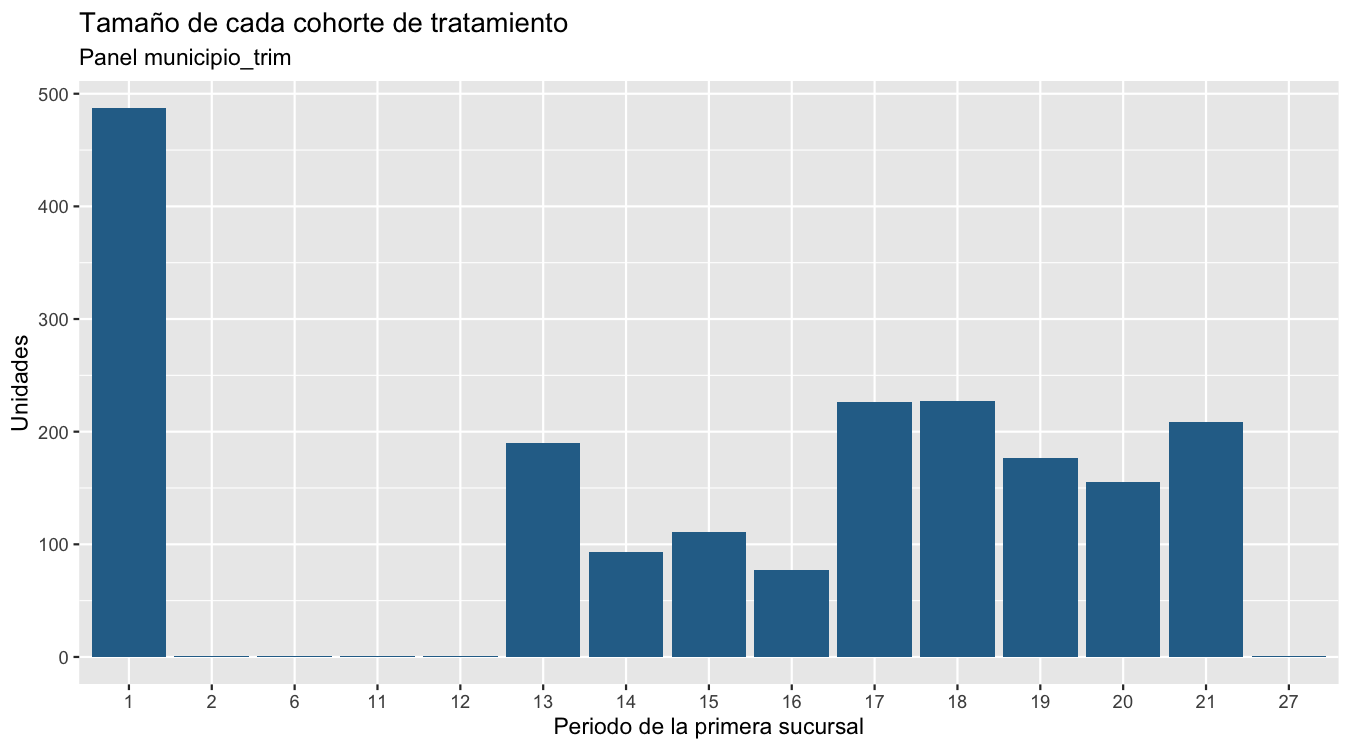 Tamaño de cada cohorte de tratamiento
Panel municipio_trim
500
400
300
200
100
0
Unidades
1 2 6 11 12 13 14 15 16 17 18 19 20 21 27
Periodo de la primera sucursal